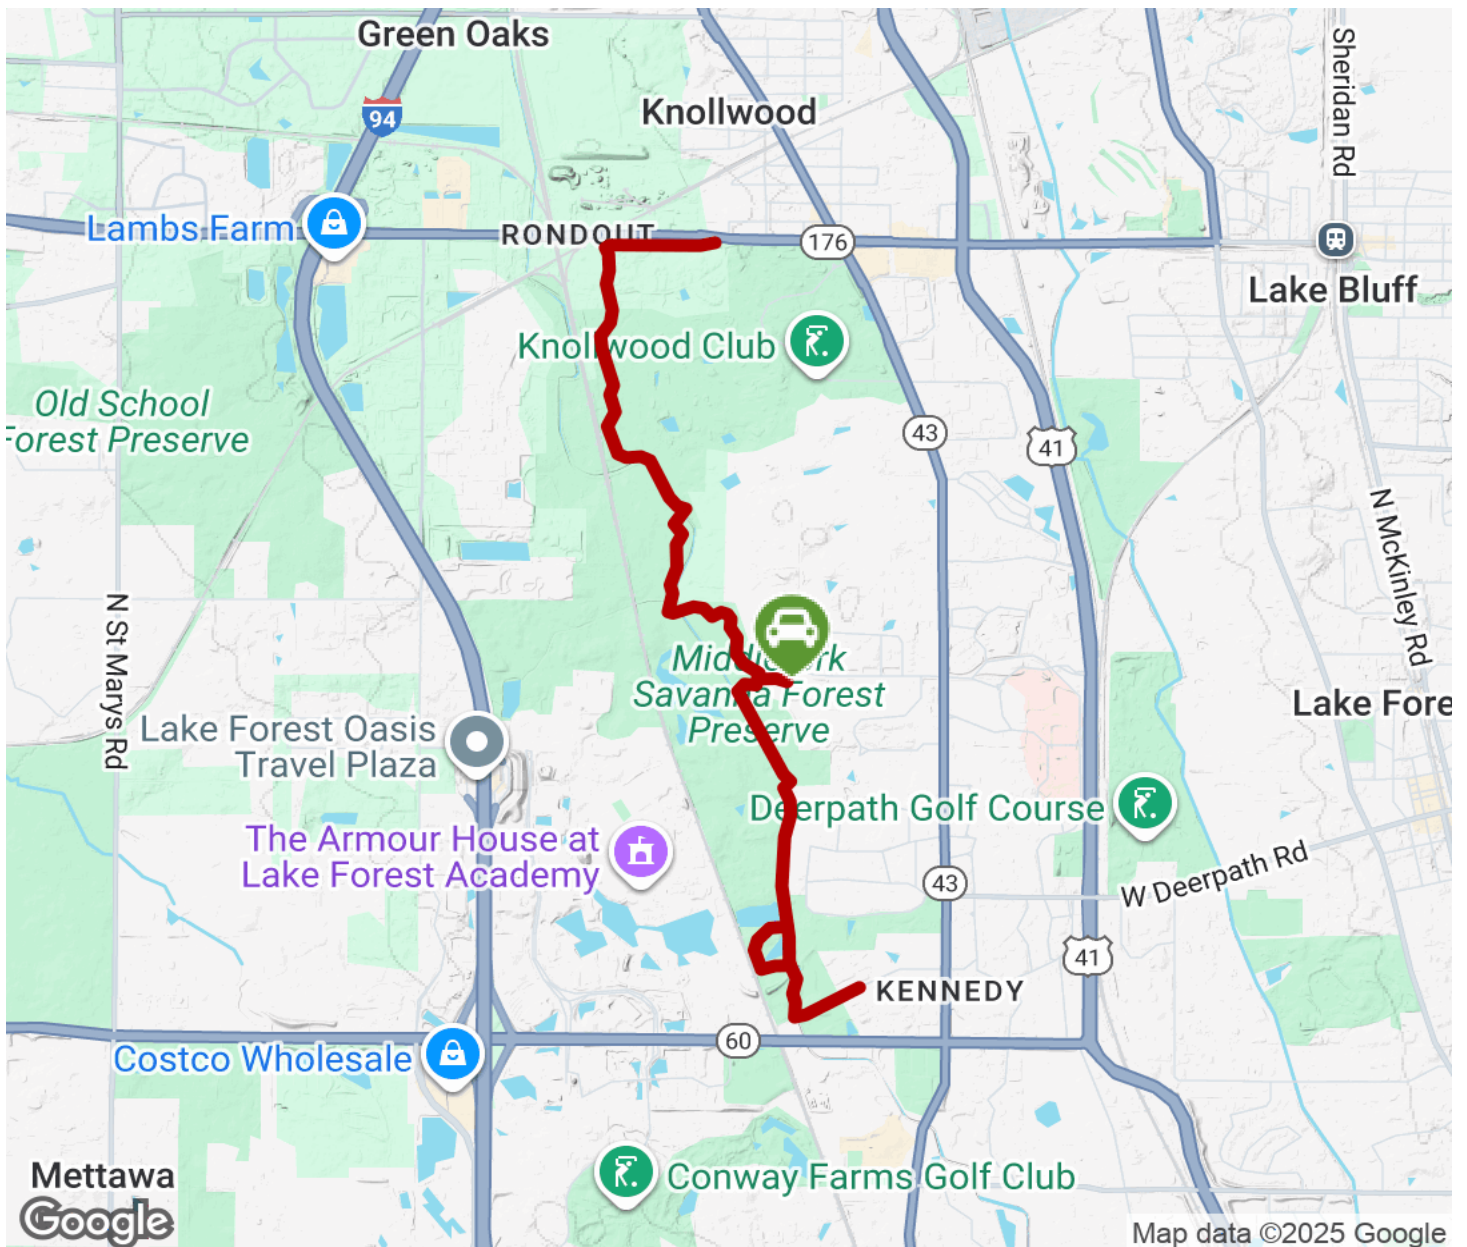 Green Oaks
Sheridan Rd
94
Knollwood
Lambs Farm
RONDOUT
176
Lake Bluff
Knollwood Club
Old School
Forest Preserve
43
41
N McKinley Rd
N St Marys Rd
Middlefork
Savanna Forest
Preserve
Lake Fore
Lake Forest Oasis
Travel Plaza
Deerpath Golf Course
The Armour House at
Lake Forest Academy
43
W Deerpath Rd
41
KENNEDY
60
Costco Wholesale
Mettawa
Conway Farms Golf Club
Google
Map data ©2025 Google